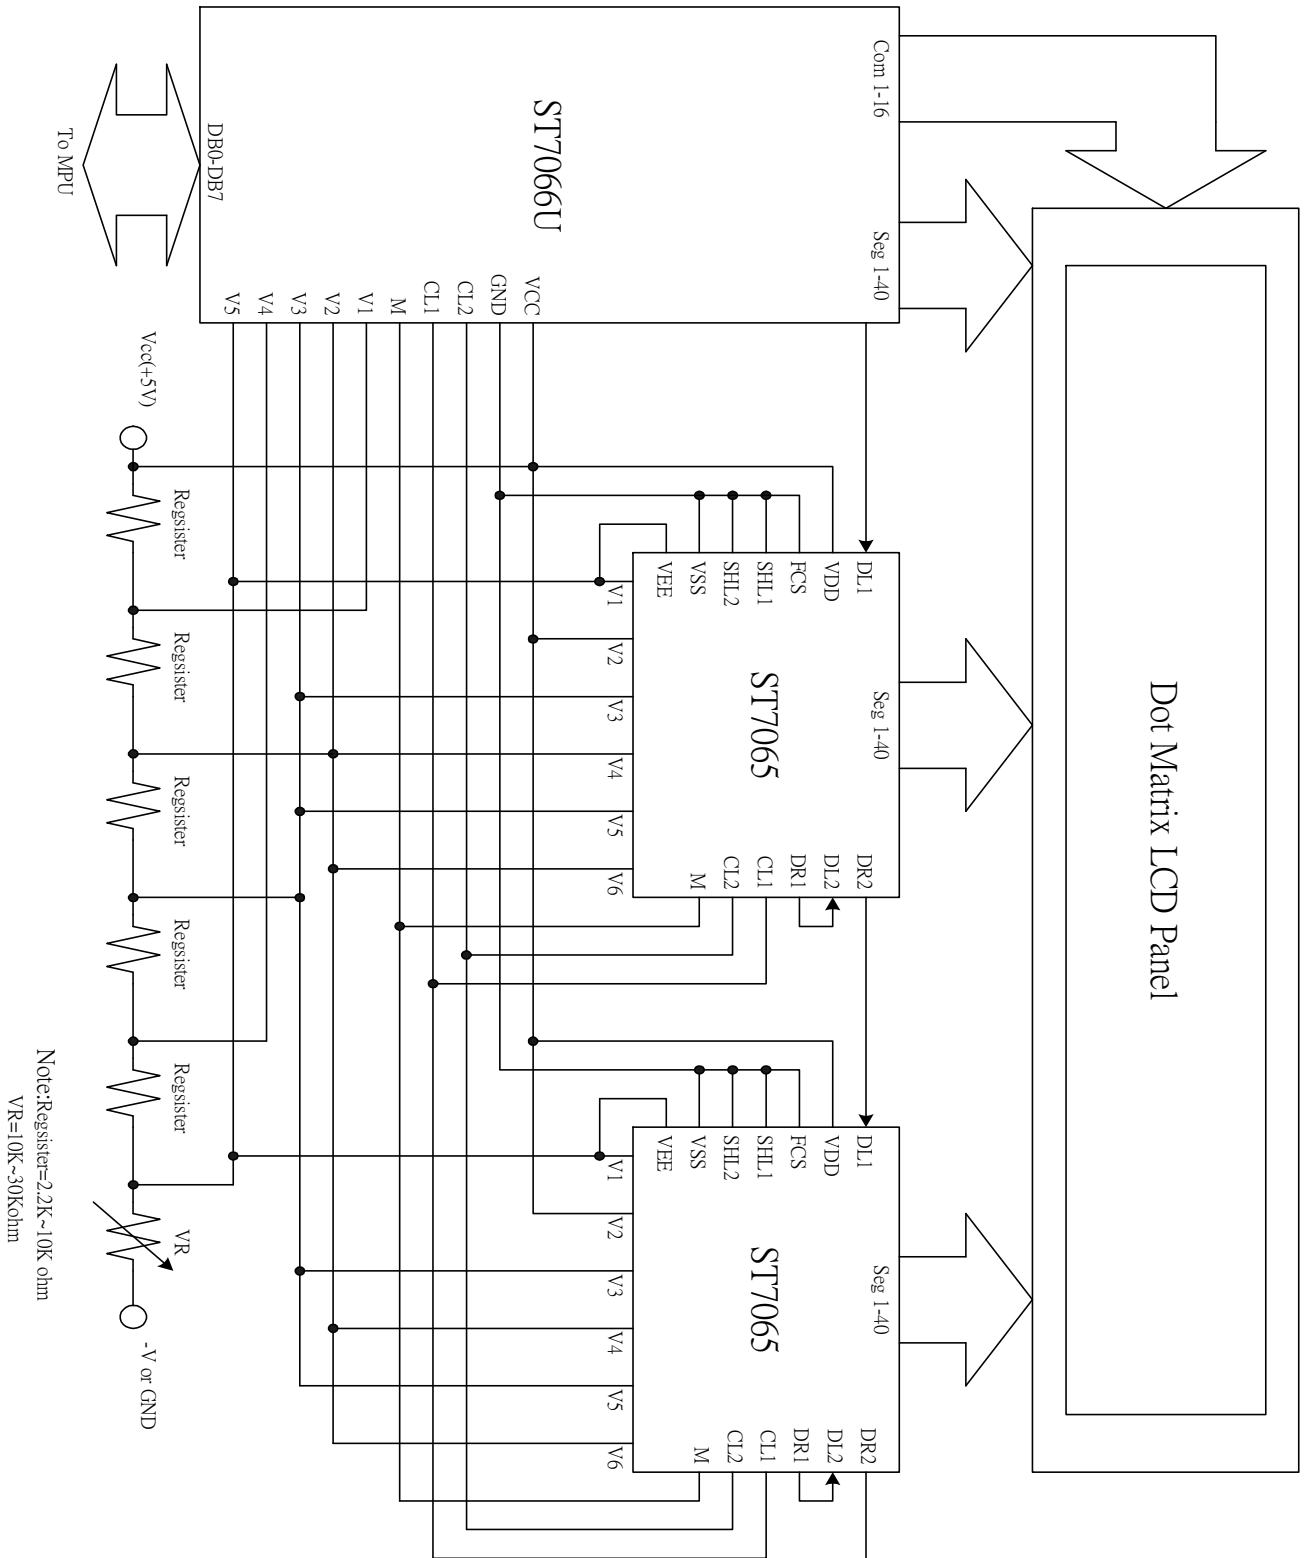 Dot Matrix LCD Panel
Com 1-16
Seg 1-40
Seg 1-40
Seg 1-40
ST7066U
DB0-DB7
To MPU
VCC
GND
CL2
CL1
M
V1
V2
V3
V4
V5
DL1
VDD
FCS
SHL1
SHL2
VSS
VEE
ST7065
V1
V2
V3
V4
V5
V6
DR2
DL2
DR1
CL1
CL2
M
DL1
VDD
FCS
SHL1
SHL2
VSS
VEE
ST7065
V1
V2
V3
V4
V5
V6
DR2
DL2
DR1
CL1
CL2
M
Vcc(+5V)
Regsister
Regsister
Regsister
Regsister
Regsister
VR
-V or GND
Note:Regsister=2.2K~10K ohm
VR=10K~30Kohm